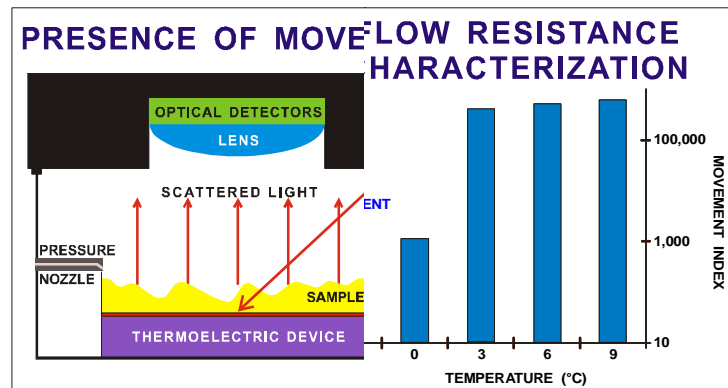 PRESENCE OF MOVE
OPTICAL DETECTORS
LENS
SCATTERED LIGHT
ENT
PRESSURE
NOZZLE
SAMPLE
THERMOELECTRIC DEVICE
FLOW RESISTANCE
HARACTERIZATION
100,000
1,000
10
MOVEMENT INDEX
0 3 6 9
TEMPERATURE (°C)